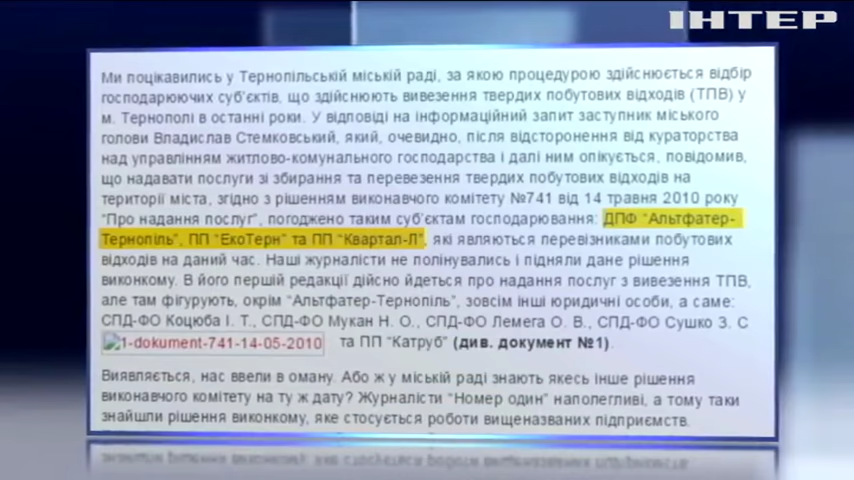 ІНТЕР
Ми поцікавились у Тернопільській міській раді, за якою процедурою здійснюється відбір
господарюючих суб'єктів, що здійснюють вивезення твердих побутових відходів (ТПВ) у
м. Тернополі в останні роки. У відповіді на інформаційний запит заступник міського
голови Владислав Стемковський, який, очевидно, після відсторонення від кураторства
над управлінням житлово-комунального господарства і далі ним опікується, повідомив,
що надавати послуги зі збирання та перевезення твердих побутових відходів на
території міста, згідно з рішенням виконавчого комітету №741 від 14 травня 2010 року
"Про надання послуг", погоджено таким суб'єктам господарювання: ДПФ "Альтфатер-
Тернопіль", ПП "ЕкоТерн" та ПП "Квартал-Л", які являються перевізниками побутових
відходів на даний час. Наші журналісти не полінувались і підняли дане рішення
виконкому. В його першій редакції дійсно йдеться про надання послуг з вивезення ТПВ,
але там фігурують, окрім "Альтфатер-Тернопіль", зовсім інші юридичні особи, а саме:
СПД-ФО Коцюба І. Т., СПД-ФО Мукан Н. О., СПД-ФО Лемега О. В., СПД-ФО Сушко З. С
1-dokument-741-14-05-2010 та ПП "Катруб" (див. документ №1).
Виявляється, нас ввели в оману. Або ж у міській раді знають якесь інше рішення
виконавчого комітету на ту ж дату? Журналісти "Номер один" наполегливі, а тому таки
знайшли рішення виконкому, яке стосується роботи вищеназваних підприємств.